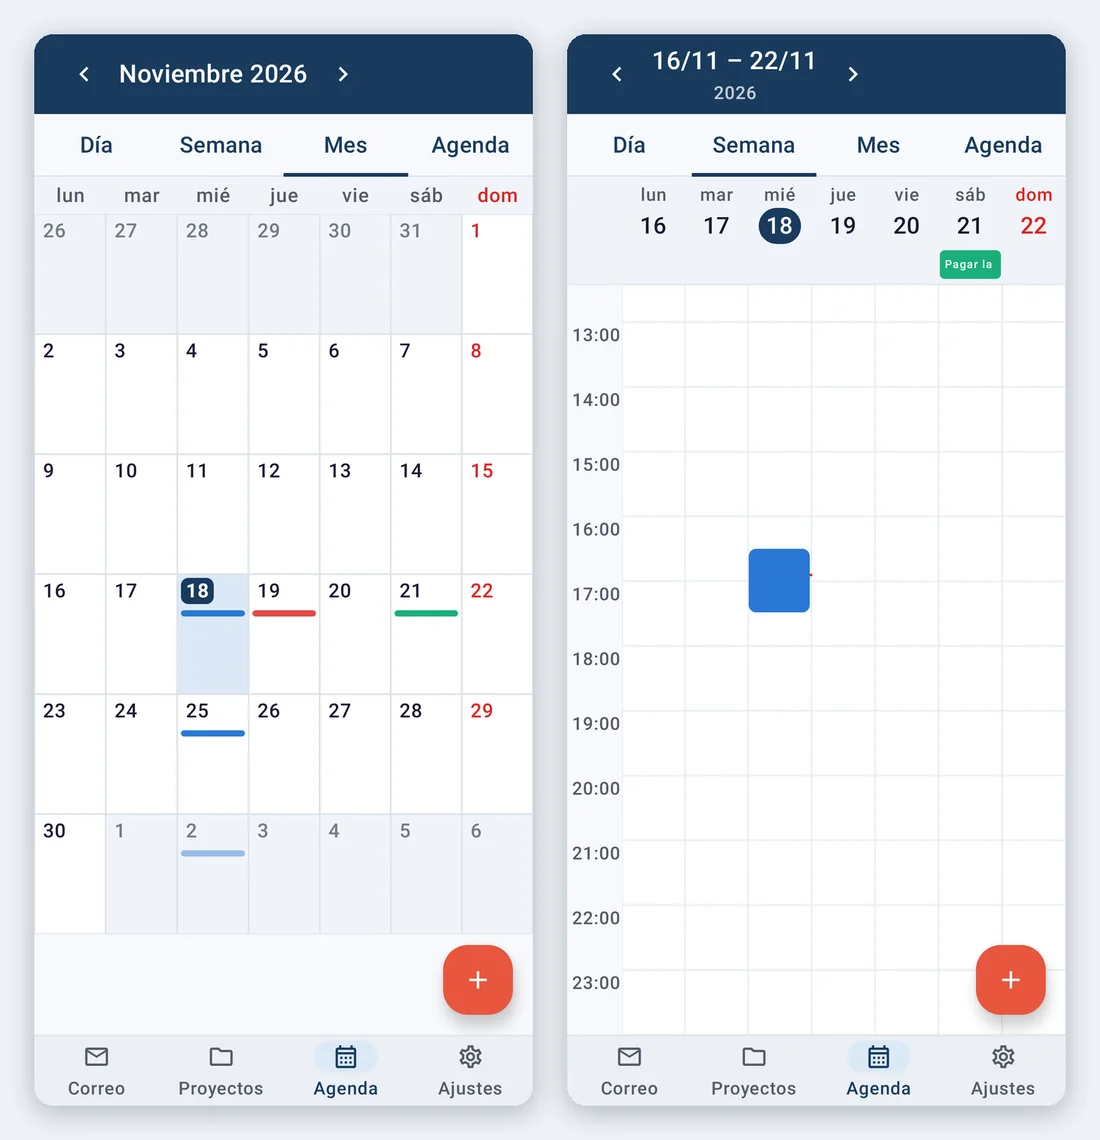 Noviembre 2026
Día Semana Mes Agenda
lun mar mié jue vie sáb dom
26 27 28 29 30 31 1
2 3 4 5 6 7 8
9 10 11 12 13 14 15
16 17 18 19 20 21 22
23 24 25 26 27 28 29
30 1 2 3 4 5 6
+
Correo Proyectos Agenda Ajustes
16/11 – 22/11
2026
Día Semana Mes Agenda
lun mar mié jue vie sáb dom
16 17 18 19 20 21 22
Pagar la
13:00
14:00
15:00
16:00
17:00
18:00
19:00
20:00
21:00
22:00
23:00
+
Correo Proyectos Agenda Ajustes